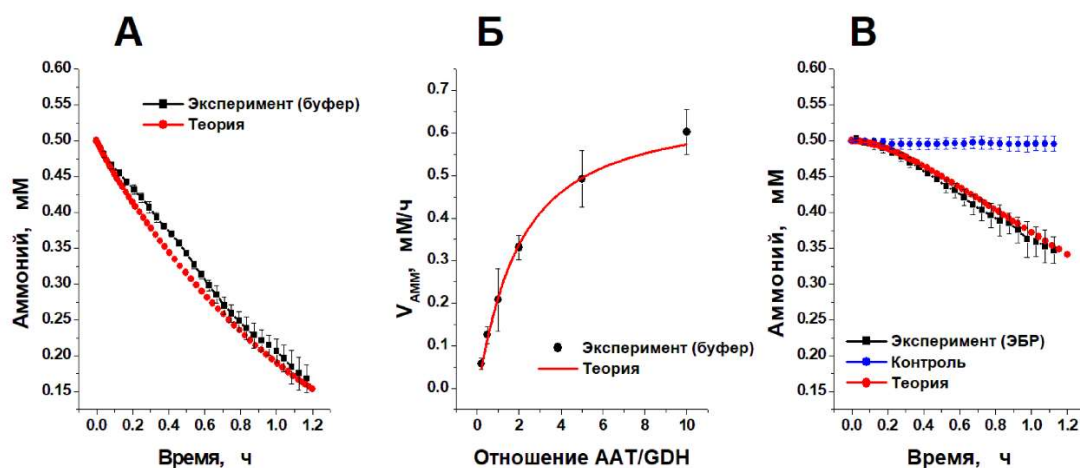 А
Б
В
0.60
0.55
0.50
0.45
0.40
0.35
0.30
0.25
0.20
0.15
Аммоний, мМ
Эксперимент (буфер)
Теория
0.0 0.2 0.4 0.6 0.8 1.0 1.2
Время, ч
0.8
0.7
0.6
0.5
0.4
0.3
0.2
0.1
0.0
V АММ, мМ/ч
Эксперимент (буфер)
Теория
0 2 4 6 8 10
Отношение AAT/GDH
0.60
0.55
0.50
0.45
0.40
0.35
0.30
0.25
0.20
0.15
Аммоний, мМ
Эксперимент (ЭБР)
Контроль
Теория
0.0 0.2 0.4 0.6 0.8 1.0 1.2
Время, ч